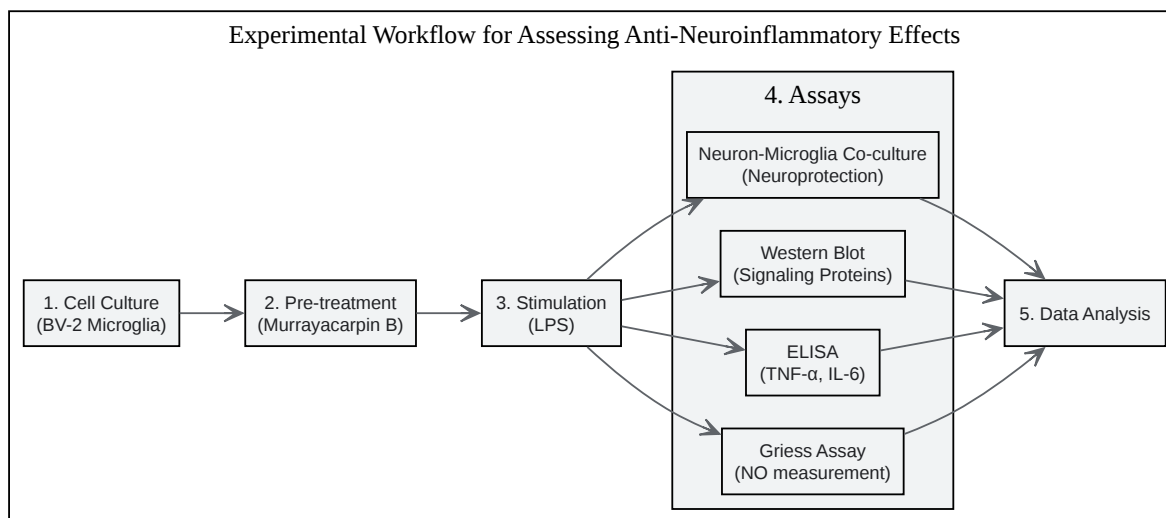 Experimental Workflow for Assessing Anti-Neuroinflammatory Effects
1. Cell Culture
(BV-2 Microglia)
2. Pre-treatment
(Murrayacarpin B)
3. Stimulation
(LPS)
4. Assays
Neuron-Microglia Co-culture
(Neuroprotection)
Western Blot
(Signaling Proteins)
ELISA
(TNF-α, IL-6)
Griess Assay
(NO measurement)
5. Data Analysis